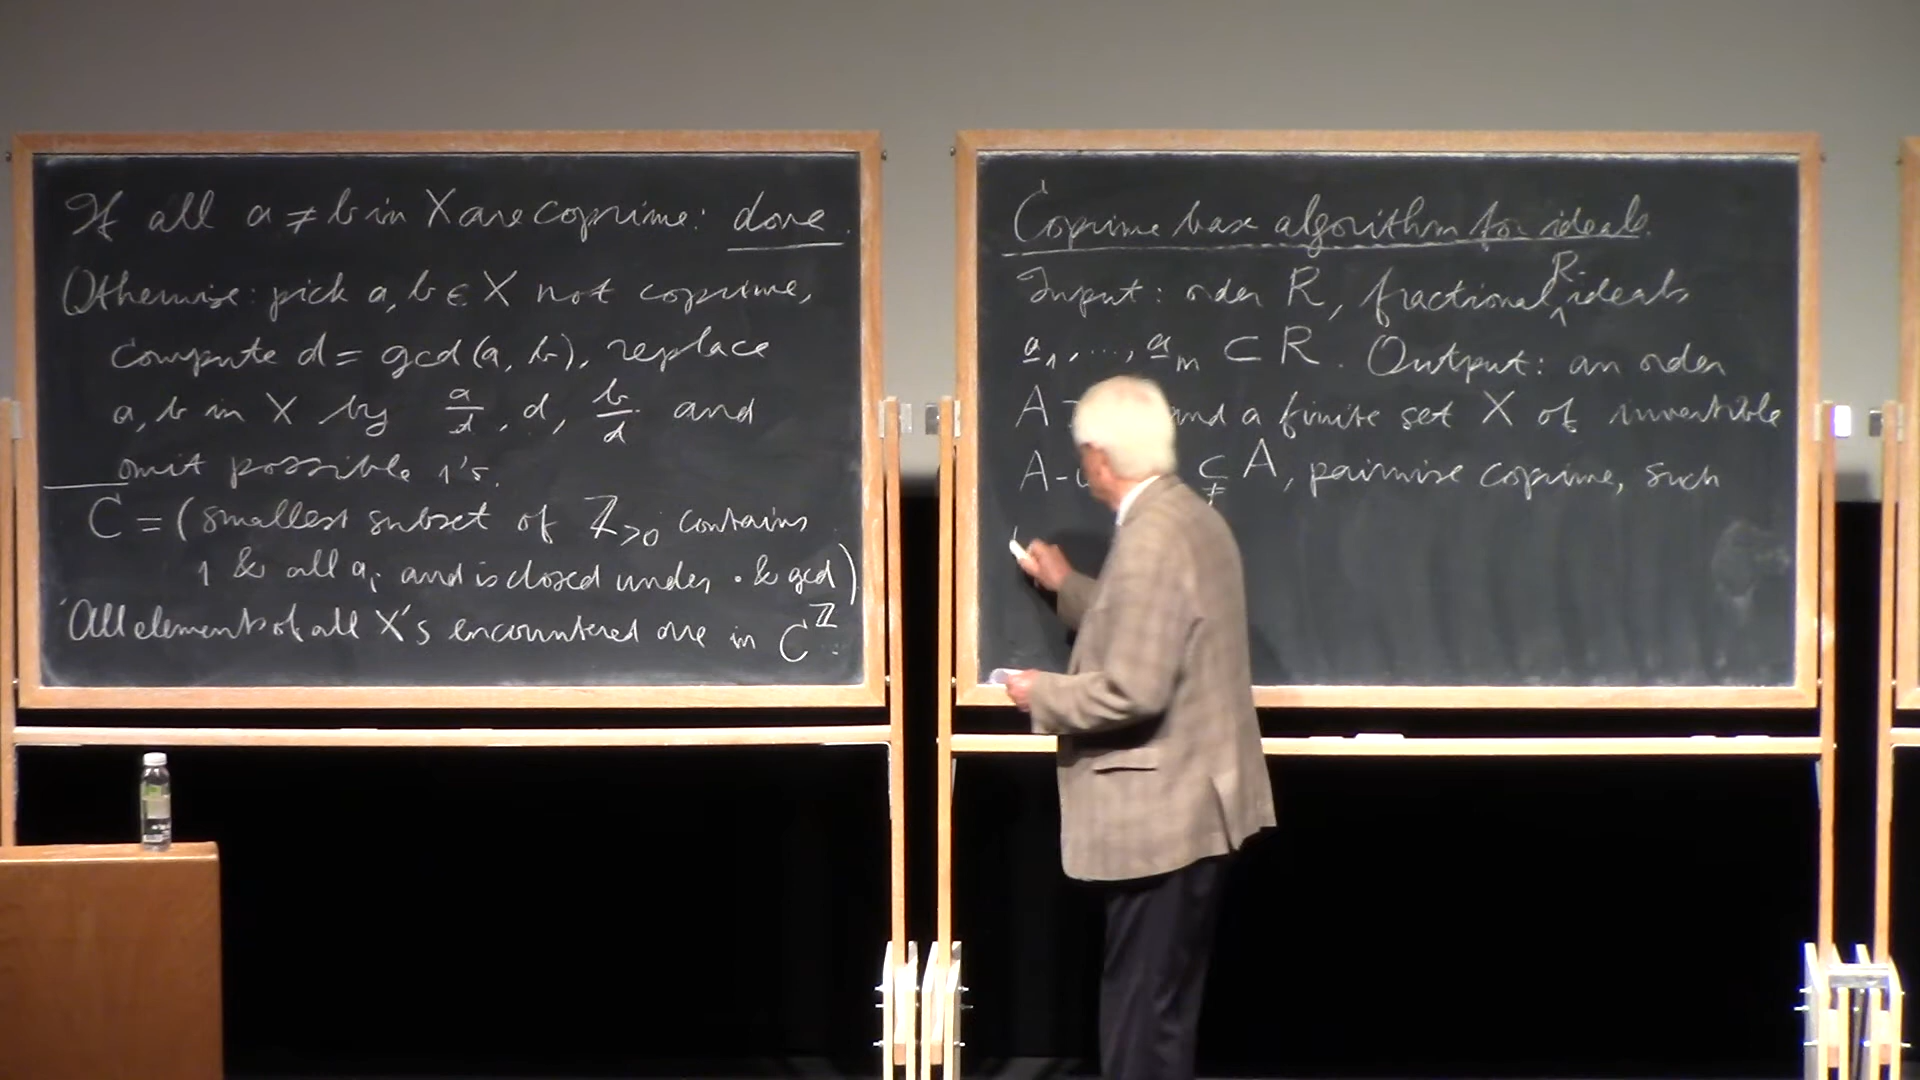 If all a ≠ b in X are coprime: done.
Otherwise: pick a, b ∈ X not coprime,
compute d = gcd(a, b), replace
a, b in X by a/d, d, b/d and
omit possible 1's.
C = (smallest subset of ℤ>0 contains
1 & all aᵢ and is closed under · & gcd)
All elements of all X's encountered are in C^ℤ.
Coprime base algorithm for ideals.
Input: order R, fractional R-ideals
a₁, ..., aₘ ⊂ R. Output: an order
A and a finite set X of invertible
A- ⊊ A, pairwise coprime, such